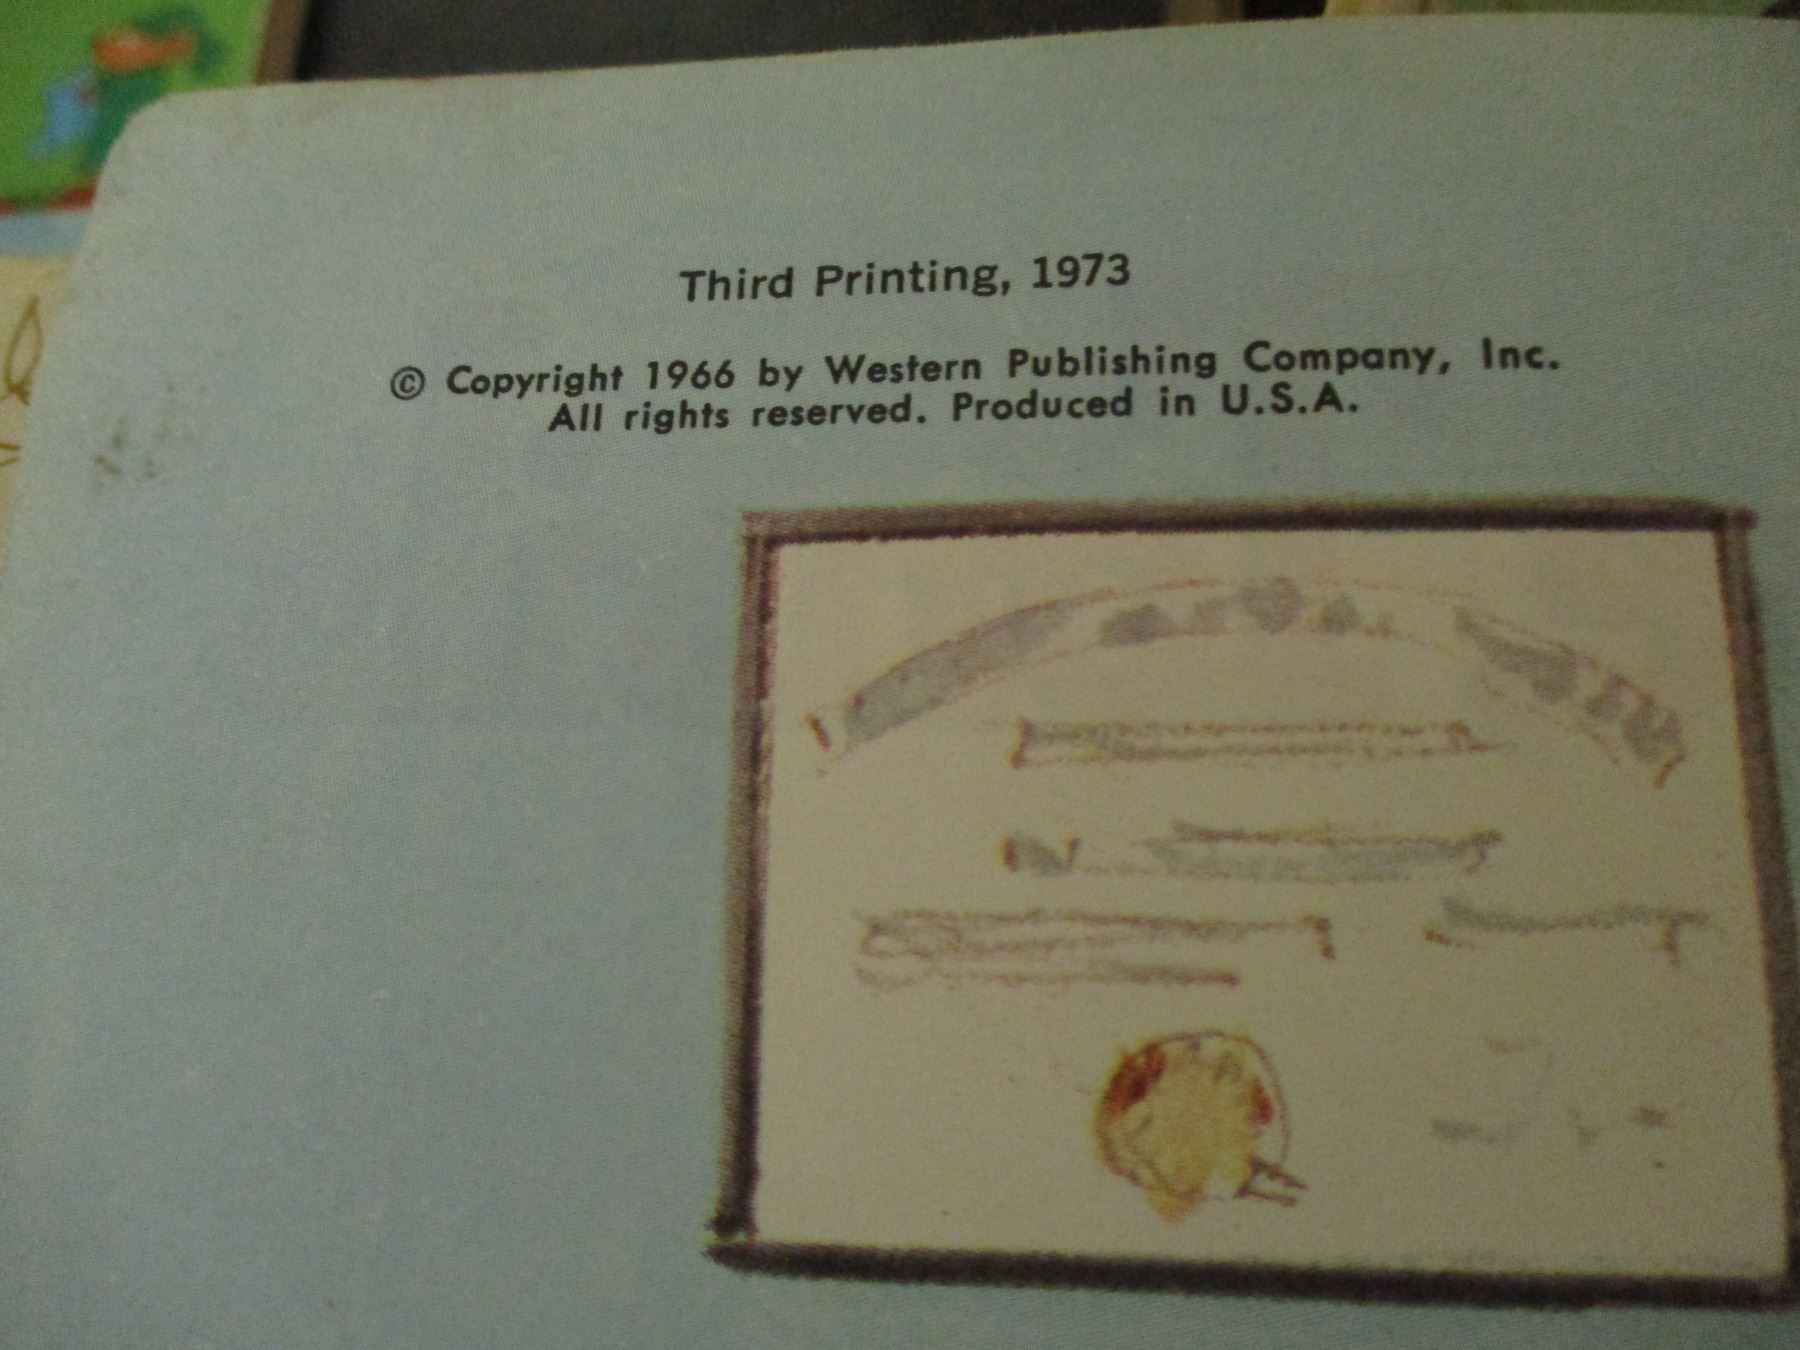 Third Printing, 1973
© Copyright 1966 by Western Publishing Company, Inc.
All rights reserved. Produced in U.S.A.